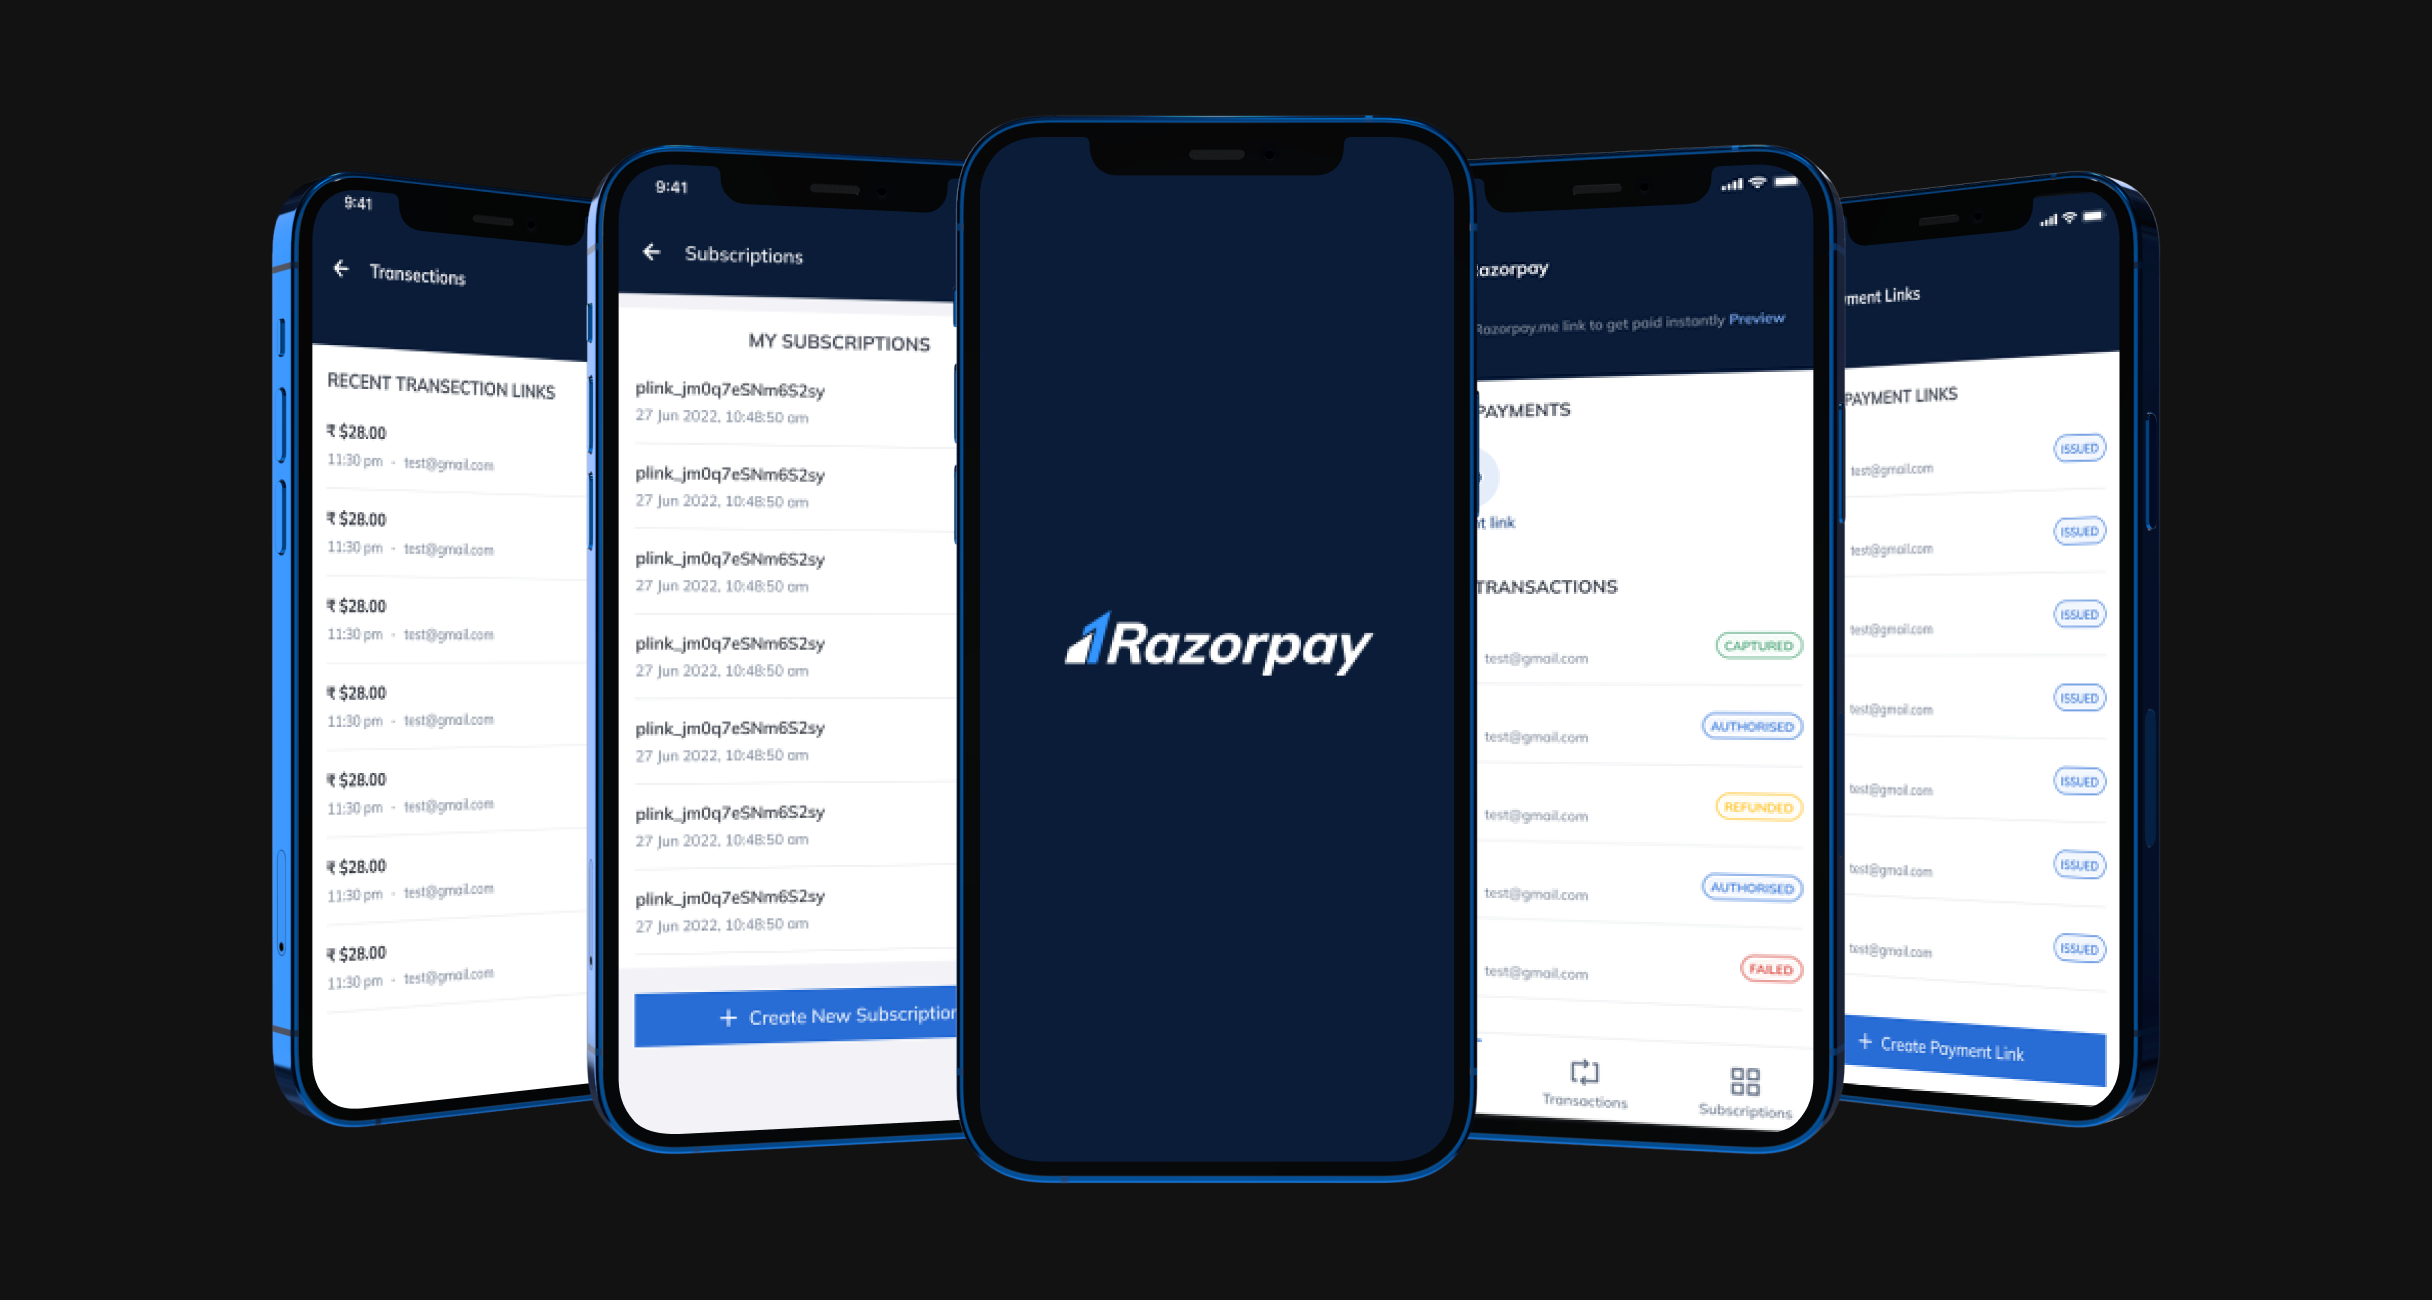 9:41
Transections
RECENT TRANSECTION LINKS
₹ $28.00
11:30 pm - test@gmail.com
₹ $28.00
11:30 pm - test@gmail.com
₹ $28.00
11:30 pm - test@gmail.com
₹ $28.00
11:30 pm - test@gmail.com
₹ $28.00
11:30 pm - test@gmail.com
₹ $28.00
11:30 pm - test@gmail.com
₹ $28.00
11:30 pm - test@gmail.com
9:41
Subscriptions
MY SUBSCRIPTIONS
plink_jm0q7eSNm6S2sy
27 Jun 2022, 10:48:50 am
plink_jm0q7eSNm6S2sy
27 Jun 2022, 10:48:50 am
plink_jm0q7eSNm6S2sy
27 Jun 2022, 10:48:50 am
plink_jm0q7eSNm6S2sy
27 Jun 2022, 10:48:50 am
plink_jm0q7eSNm6S2sy
27 Jun 2022, 10:48:50 am
plink_jm0q7eSNm6S2sy
27 Jun 2022, 10:48:50 am
plink_jm0q7eSNm6S2sy
27 Jun 2022, 10:48:50 am
+ Create New Subscription
Razorpay
azorpay
Razorpay.me link to get paid instantly Preview
PAYMENTS
t link
TRANSACTIONS
test@gmail.com CAPTURED
test@gmail.com AUTHORISED
test@gmail.com REFUNDED
test@gmail.com AUTHORISED
test@gmail.com FAILED
Transactions Subscriptions
ment Links
PAYMENT LINKS
test@gmail.com ISSUED
test@gmail.com ISSUED
test@gmail.com ISSUED
test@gmail.com ISSUED
test@gmail.com ISSUED
test@gmail.com ISSUED
test@gmail.com ISSUED
+ Create Payment Link